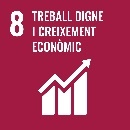 8 TREBALL DIGNE
I CREIXEMENT
ECONÒMIC